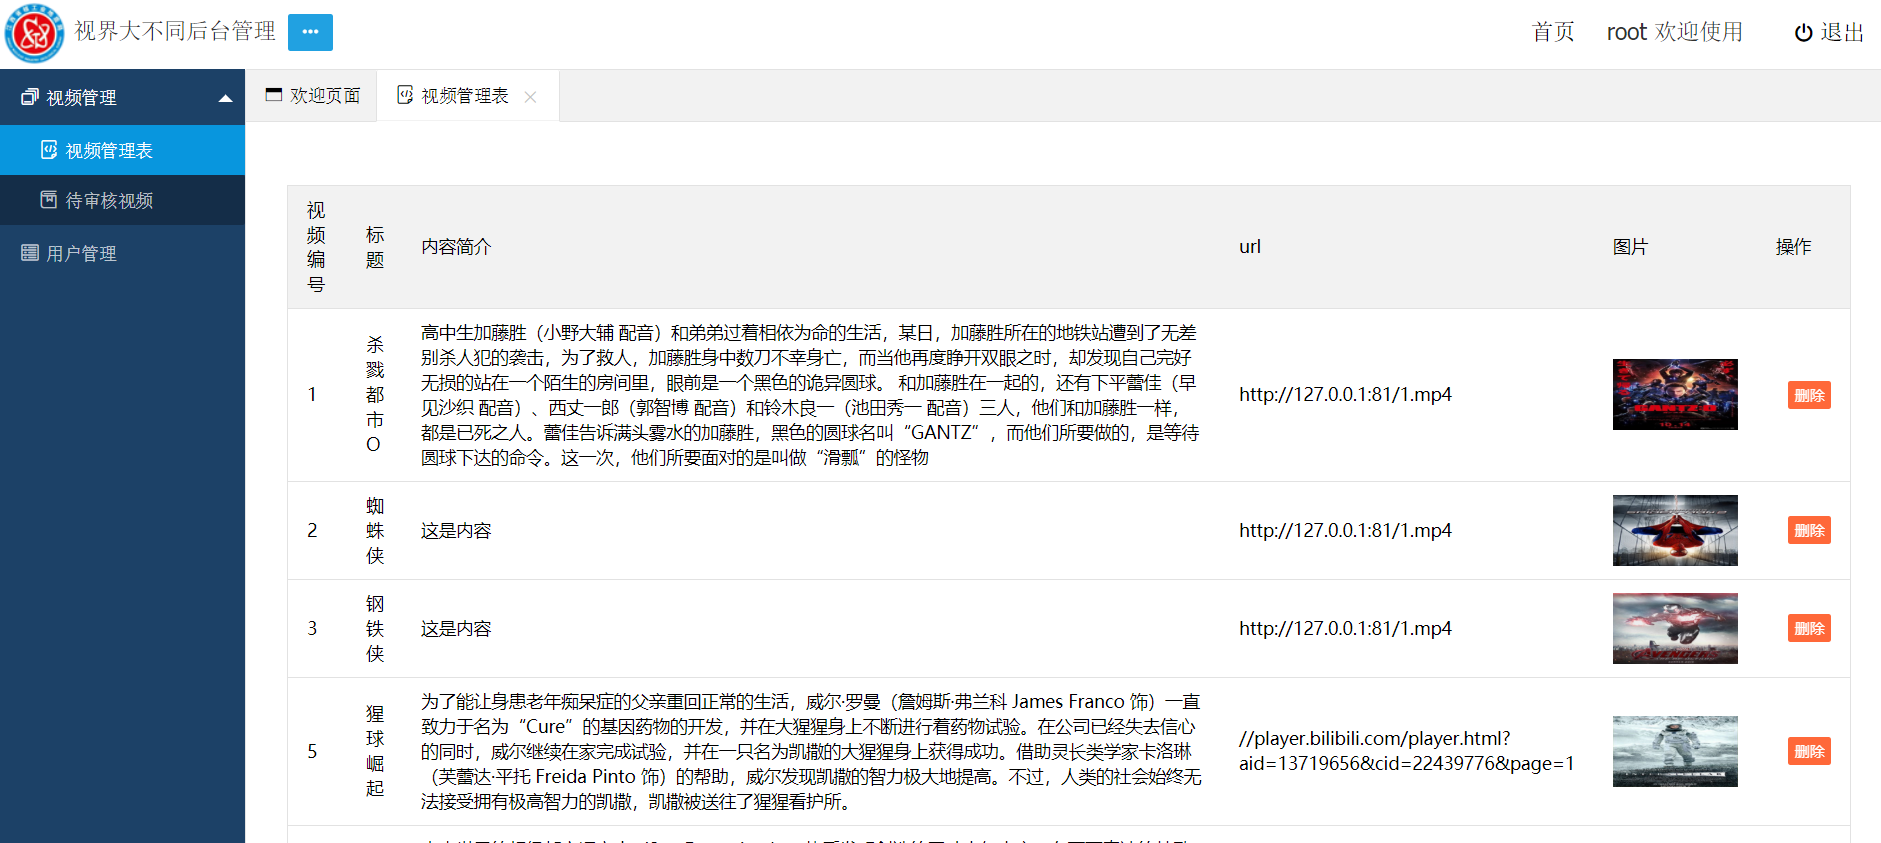 视界大不同后台管理
首页
root 欢迎使用
退出
视频管理
视频管理表
待审核视频
用户管理
欢迎页面
视频管理表
视频编号
标题
内容简介
url
图片
操作
1
杀戮都市O
高中生加藤胜（小野大辅 配音）和弟弟过着相依为命的生活，某日，加藤胜所在的地铁站遭到了无差
别杀人犯的袭击，为了救人，加藤胜身中数刀不幸身亡，而当他再度睁开双眼之时，却发现自己完好
无损的站在一个陌生的房间里，眼前是一个黑色的诡异圆球。 和加藤胜在一起的，还有下平蕾佳（早
见沙织 配音）、西丈一郎（郭智博 配音）和铃木良一（池田秀一 配音）三人，他们和加藤胜一样，
都是已死之人。蕾佳告诉满头雾水的加藤胜，黑色的圆球名叫“GANTZ”，而他们所要做的，是等待
圆球下达的命令。这一次，他们所要面对的是叫做“滑瓢”的怪物
http://127.0.0.1:81/1.mp4
GANTZ:O
删除
2
蜘蛛侠
这是内容
http://127.0.0.1:81/1.mp4
删除
3
钢铁侠
这是内容
http://127.0.0.1:81/1.mp4
删除
5
猩球崛起
为了能让身患老年痴呆症的父亲重回正常的生活，威尔·罗曼（詹姆斯·弗兰科 James Franco 饰）一直
致力于名为“Cure”的基因药物的开发，并在大猩猩身上不断进行着药物试验。在公司已经失去信心
的同时，威尔继续在家完成试验，并在一只名为凯撒的大猩猩身上获得成功。借助灵长类学家卡洛琳
（芙蕾达·平托 Freida Pinto 饰）的帮助，威尔发现凯撒的智力极大地提高。不过，人类的社会始终无
法接受拥有极高智力的凯撒，凯撒被送往了猩猩看护所。
//player.bilibili.com/player.html?
aid=13719656&cid=22439776&page=1
删除